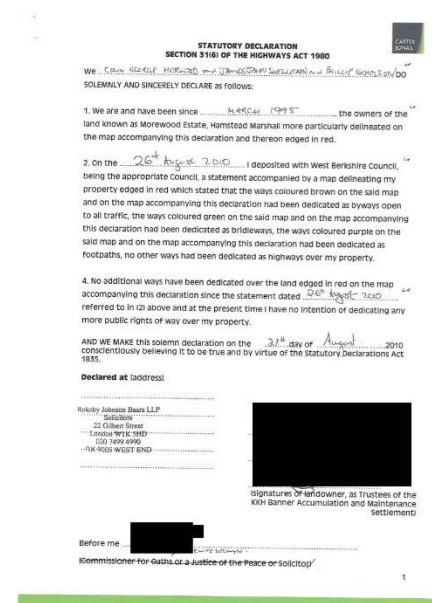 CARTER
JONAS
STATUTORY DECLARATION
SECTION 31(6) OF THE HIGHWAYS ACT 1980
We COLIN GEORGE and JAMES JOHN and PHILLIP DO
SOLEMNLY AND SINCERELY DECLARE as follows:
1. We are and have been since MARCH 1995 the owners of the
land known as Morewood Estate, Hamstead Marshall more particularly delineated on
the map accompanying this declaration and thereon edged in red.
2. On the 26th August 2010 I deposited with West Berkshire Council,
being the appropriate Council, a statement accompanied by a map delineating my
property edged in red which stated that the ways coloured brown on the said map
and on the map accompanying this declaration had been dedicated as byways open
to all traffic, the ways coloured green on the said map and on the map accompanying
this declaration had been dedicated as bridleways, the ways coloured purple on the
said map and on the map accompanying this declaration had been dedicated as
footpaths, no other ways had been dedicated as highways over my property.
4. No additional ways have been dedicated over the land edged in red on the map
accompanying this declaration since the statement dated 26th August 2010
referred to in (2) above and at the present time I have no intention of dedicating any
more public rights of way over my property.
AND WE MAKE this solemn declaration on the 27th day of August 2010
conscientiously believing it to be true and by virtue of the Statutory Declarations Act
1835.
Declared at (address)
Rokeby Johnson Baars LLP
Solicitors
22 Gilbert Street
London W1K 5HD
020 7499 4990
DX 9005 WEST END
(signatures of landowner, as Trustees of the
KKH Banner Accumulation and Maintenance
Settlement)
Before me
CLIVE
(Commissioner for Oaths or a Justice of the Peace or Solicitor)
1